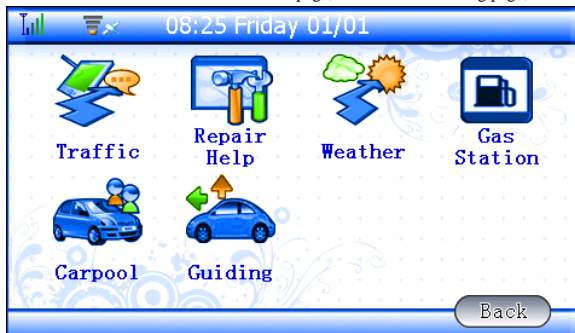 08:25 Friday 01/01
Traffic
Repair
Help
Weather
Gas
Station
Carpool
Guiding
Back